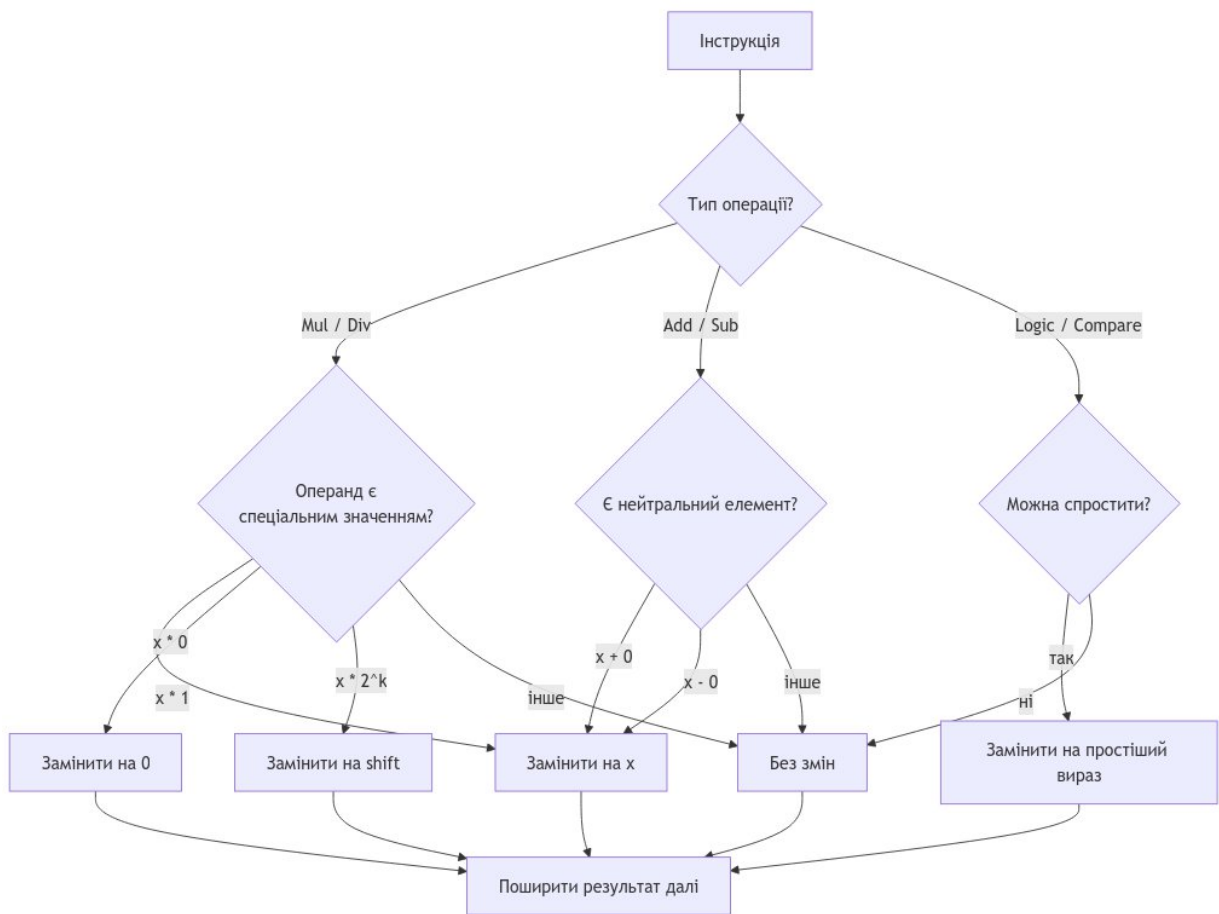 Інструкція
Тип операції?
Mul / Div
Add / Sub
Logic / Compare
Операнд є
спеціальним значенням?
Є нейтральний елемент?
Можна спростити?
x * 0
x * 1
x * 2^k
інше
x + 0
x - 0
інше
так
ні
Замінити на 0
Замінити на shift
Замінити на x
Без змін
Замінити на простіший
вираз
Поширити результат далі